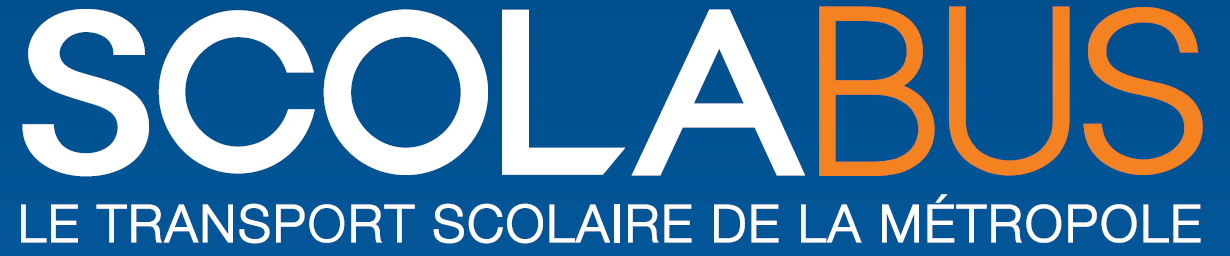 SCOLABUS
LE TRANSPORT SCOLAIRE DE LA MÉTROPOLE